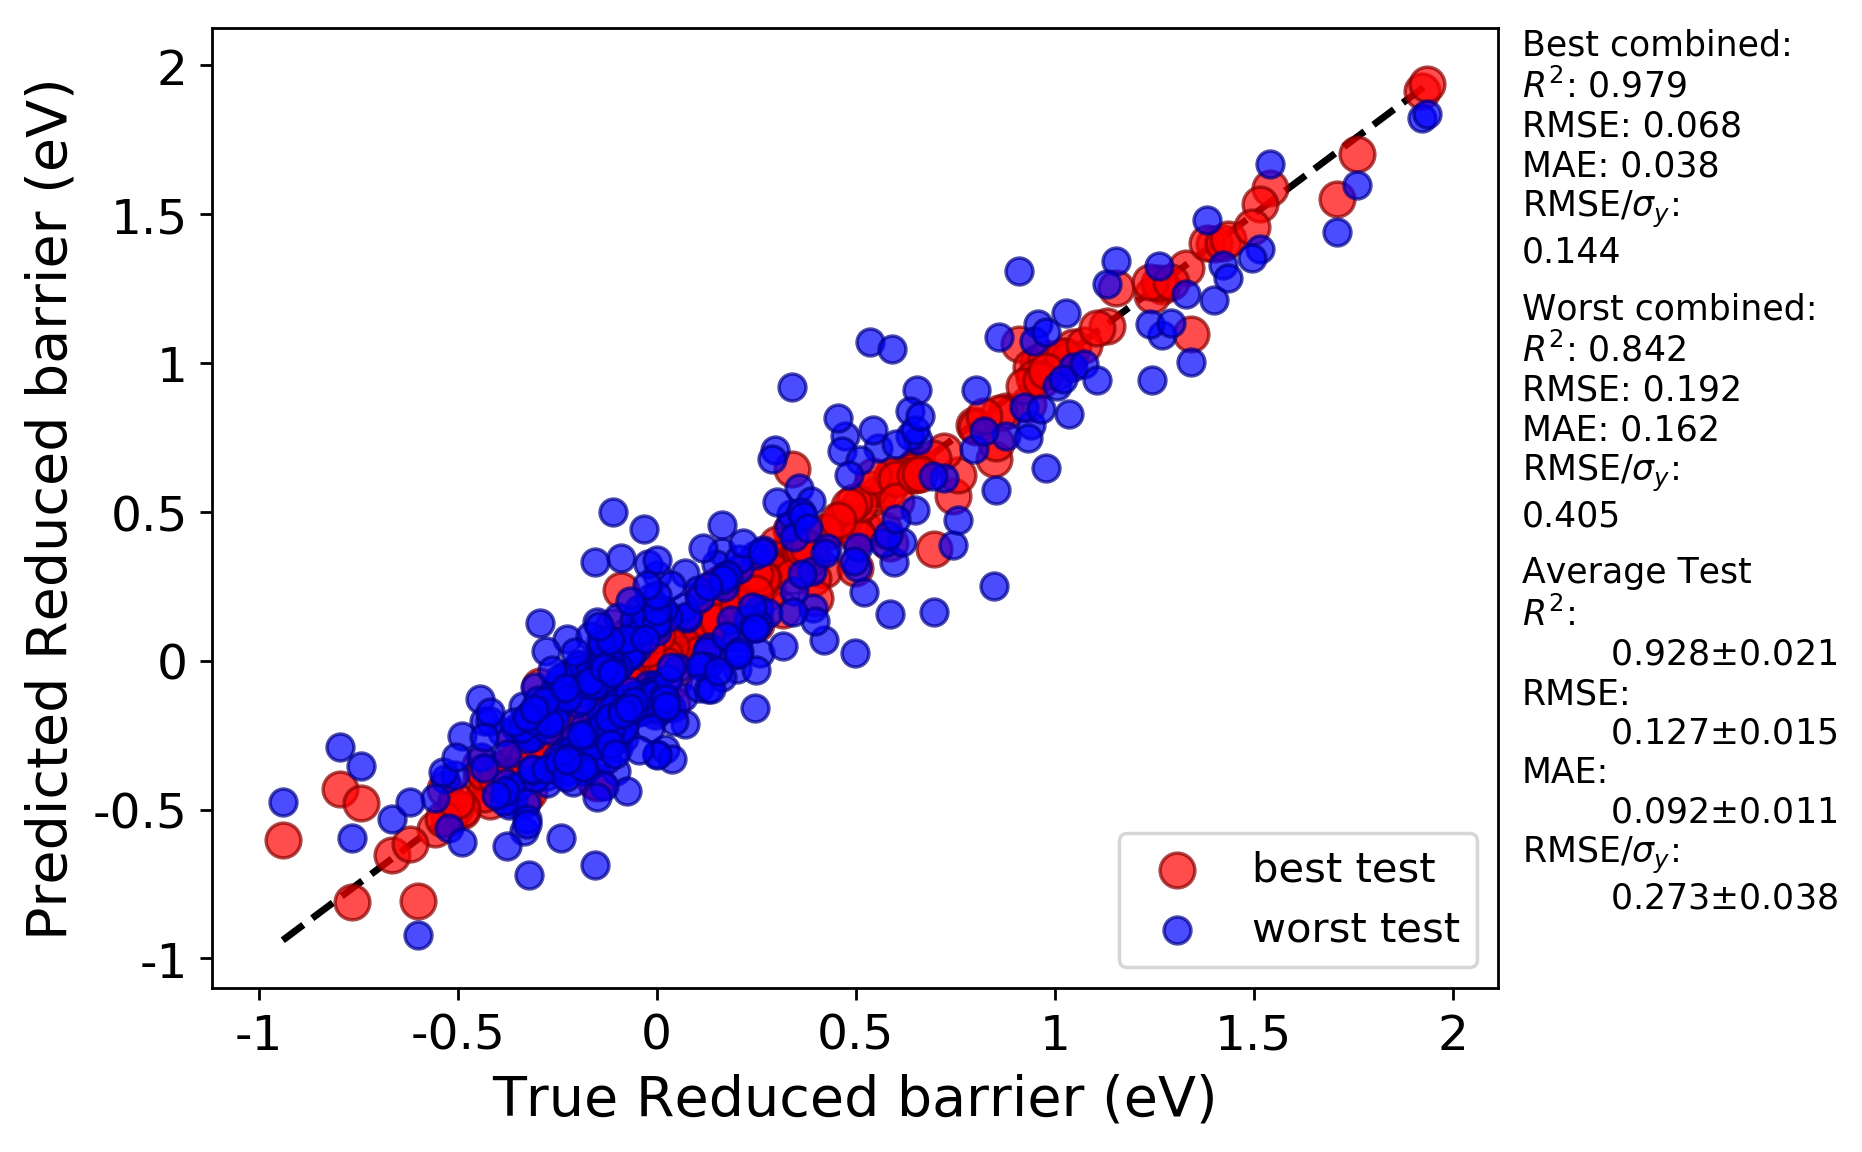 2
1.5
1
0.5
0
-0.5
-1
Predicted Reduced barrier (eV)
-1
-0.5
0
0.5
1
1.5
2
True Reduced barrier (eV)
best test
worst test
Best combined:
R²: 0.979
RMSE: 0.068
MAE: 0.038
RMSE/σy:
0.144
Worst combined:
R²: 0.842
RMSE: 0.192
MAE: 0.162
RMSE/σy:
0.405
Average Test
R²:
0.928±0.021
RMSE:
0.127±0.015
MAE:
0.092±0.011
RMSE/σy:
0.273±0.038